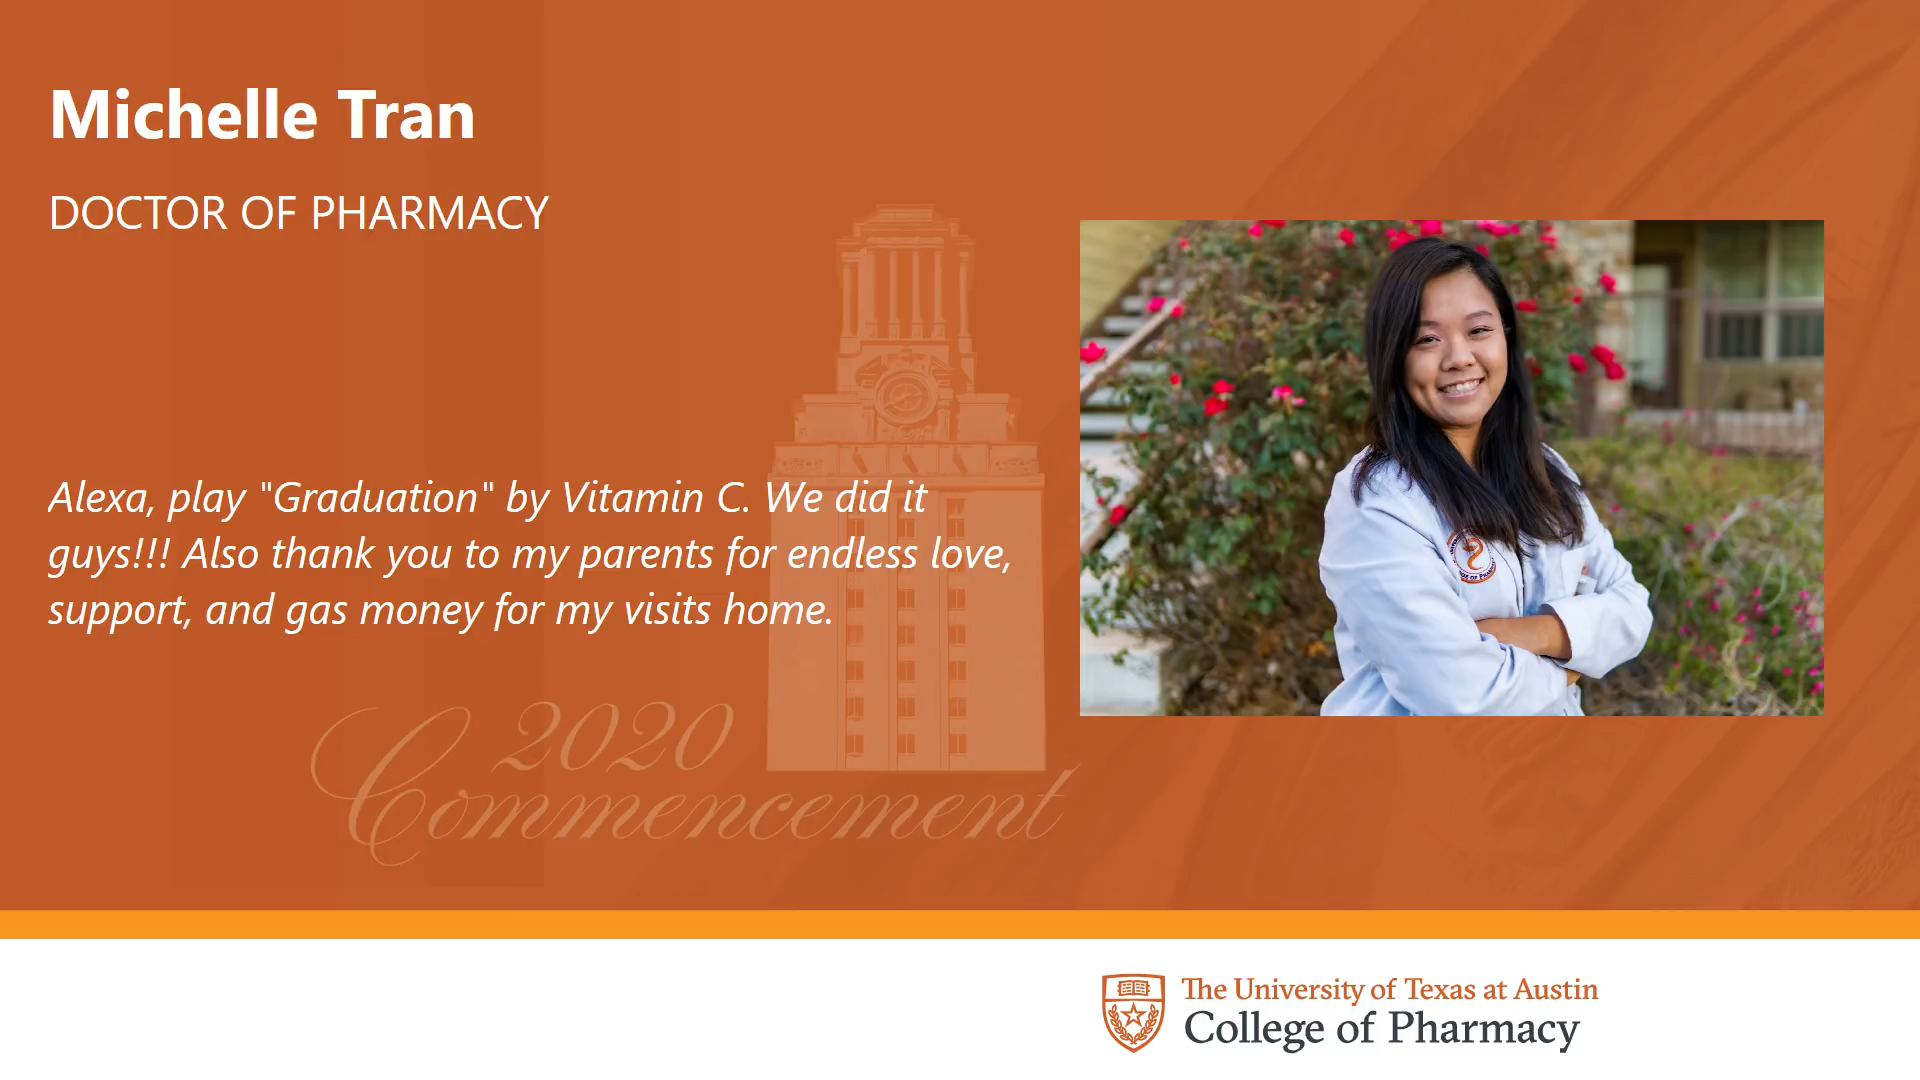 Michelle Tran
DOCTOR OF PHARMACY
Alexa, play "Graduation" by Vitamin C. We did it
guys!!! Also thank you to my parents for endless love,
support, and gas money for my visits home.
2020
Commencement
The University of Texas at Austin
College of Pharmacy